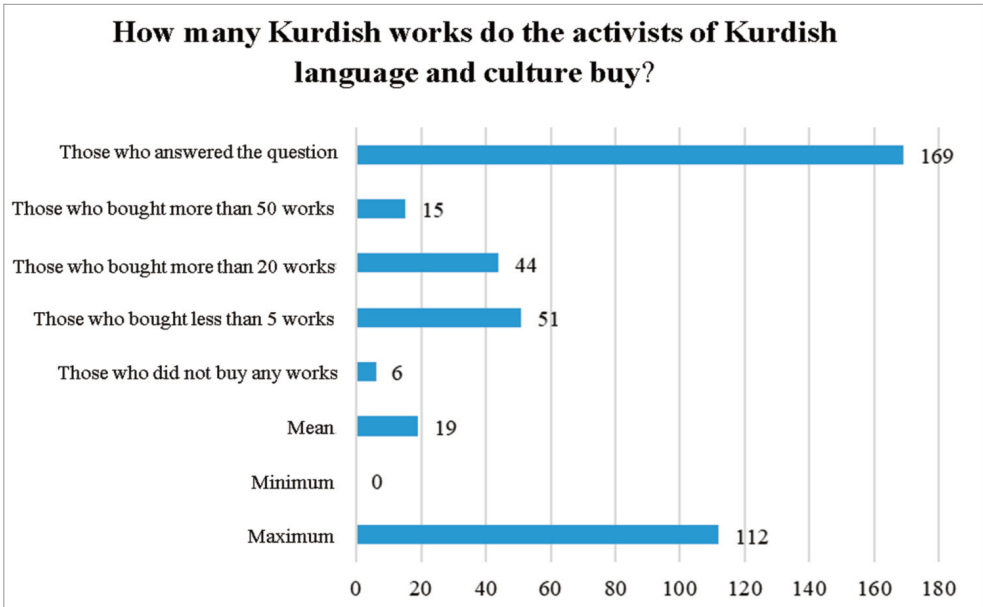 How many Kurdish works do the activists of Kurdish
language and culture buy?
Those who answered the question 169
Those who bought more than 50 works 15
Those who bought more than 20 works 44
Those who bought less than 5 works 51
Those who did not buy any works 6
Mean 19
Minimum 0
Maximum 112
0 20 40 60 80 100 120 140 160 180